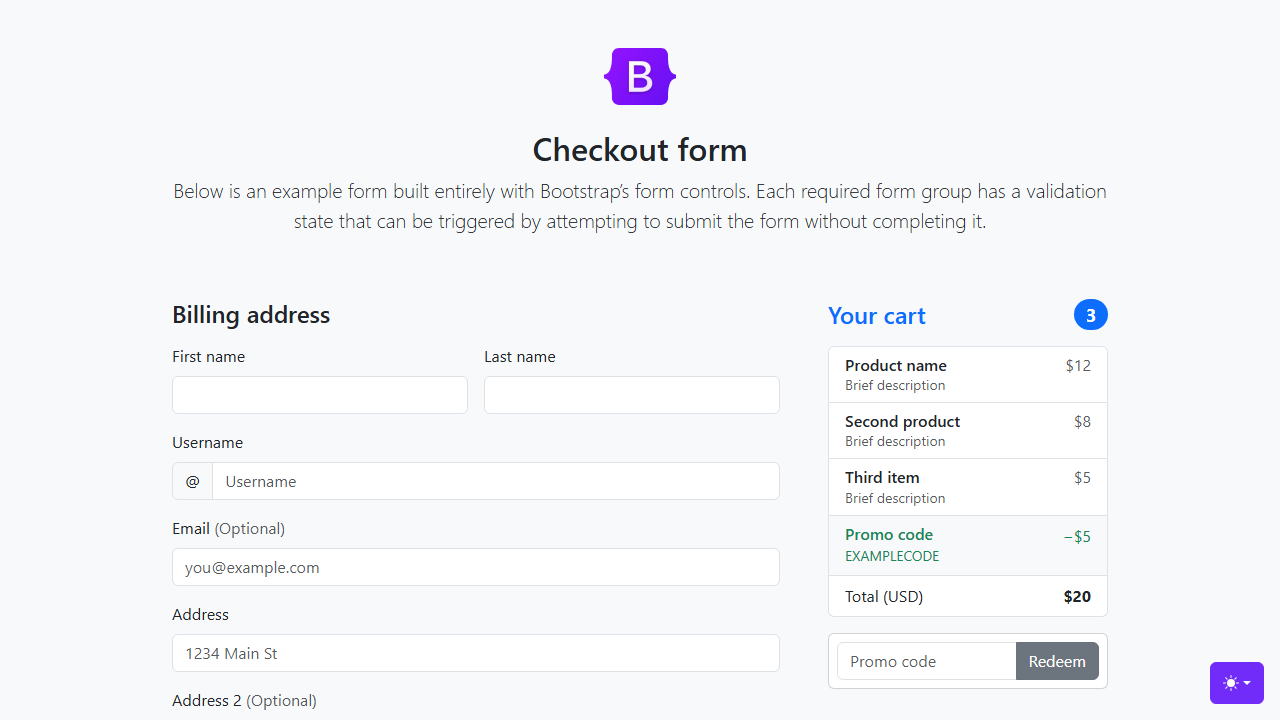 B
Checkout form
Below is an example form built entirely with Bootstrap’s form controls. Each required form group has a validation
state that can be triggered by attempting to submit the form without completing it.
Billing address
First name
Last name
Username
@ Username
Email (Optional)
you@example.com
Address
1234 Main St
Address 2 (Optional)
Your cart 3
Product name $12
Brief description
Second product $8
Brief description
Third item $5
Brief description
Promo code −$5
EXAMPLECODE
Total (USD) $20
Promo code Redeem